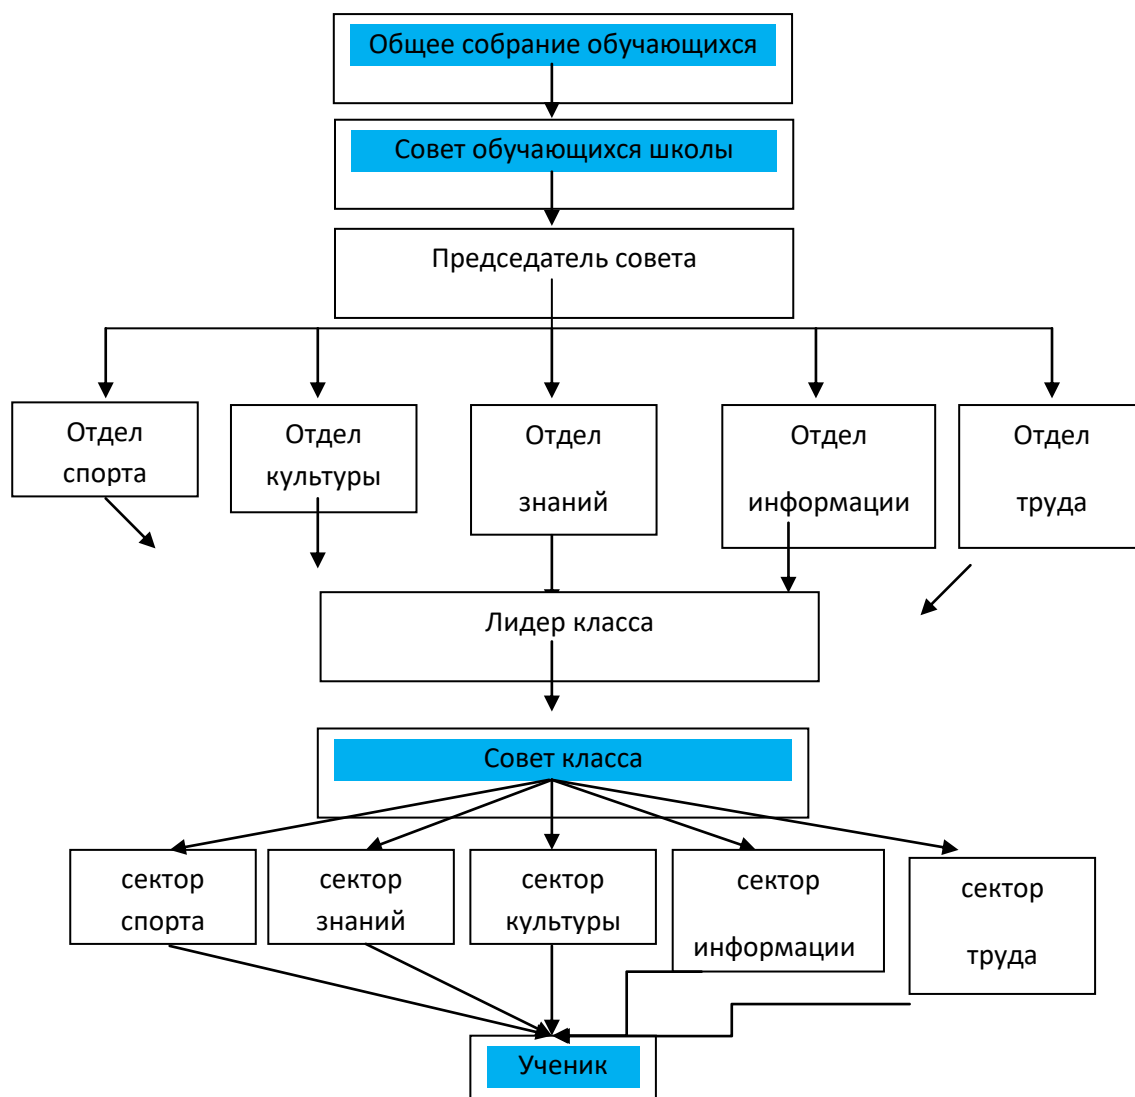 Общее собрание обучающихся
Совет обучающихся школы
Председатель совета
Отдел
спорта
Отдел
культуры
Отдел
знаний
Отдел
информации
Отдел
труда
Лидер класса
Совет класса
сектор
спорта
сектор
знаний
сектор
культуры
сектор
информации
сектор
труда
Ученик